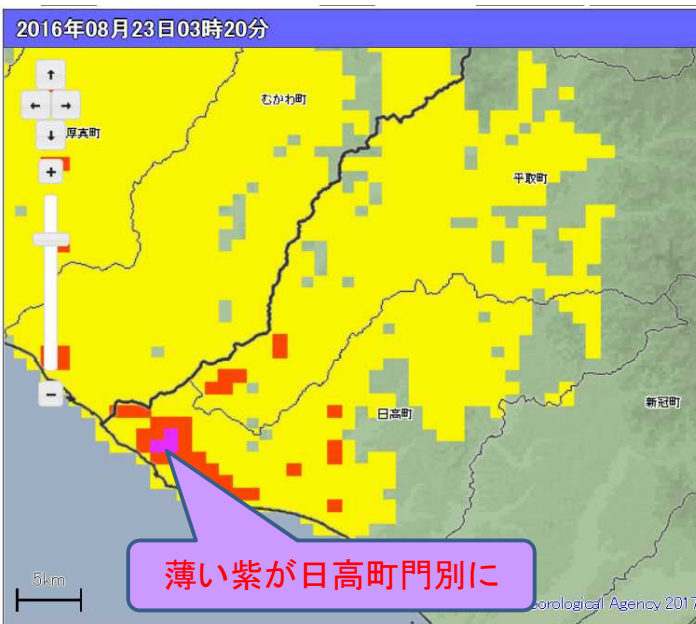 2016年08月23日03時20分
むかわ町
厚真町
平取町
新冠町
日高町
薄い紫が日高町門別に
5km
orological Agency 2017